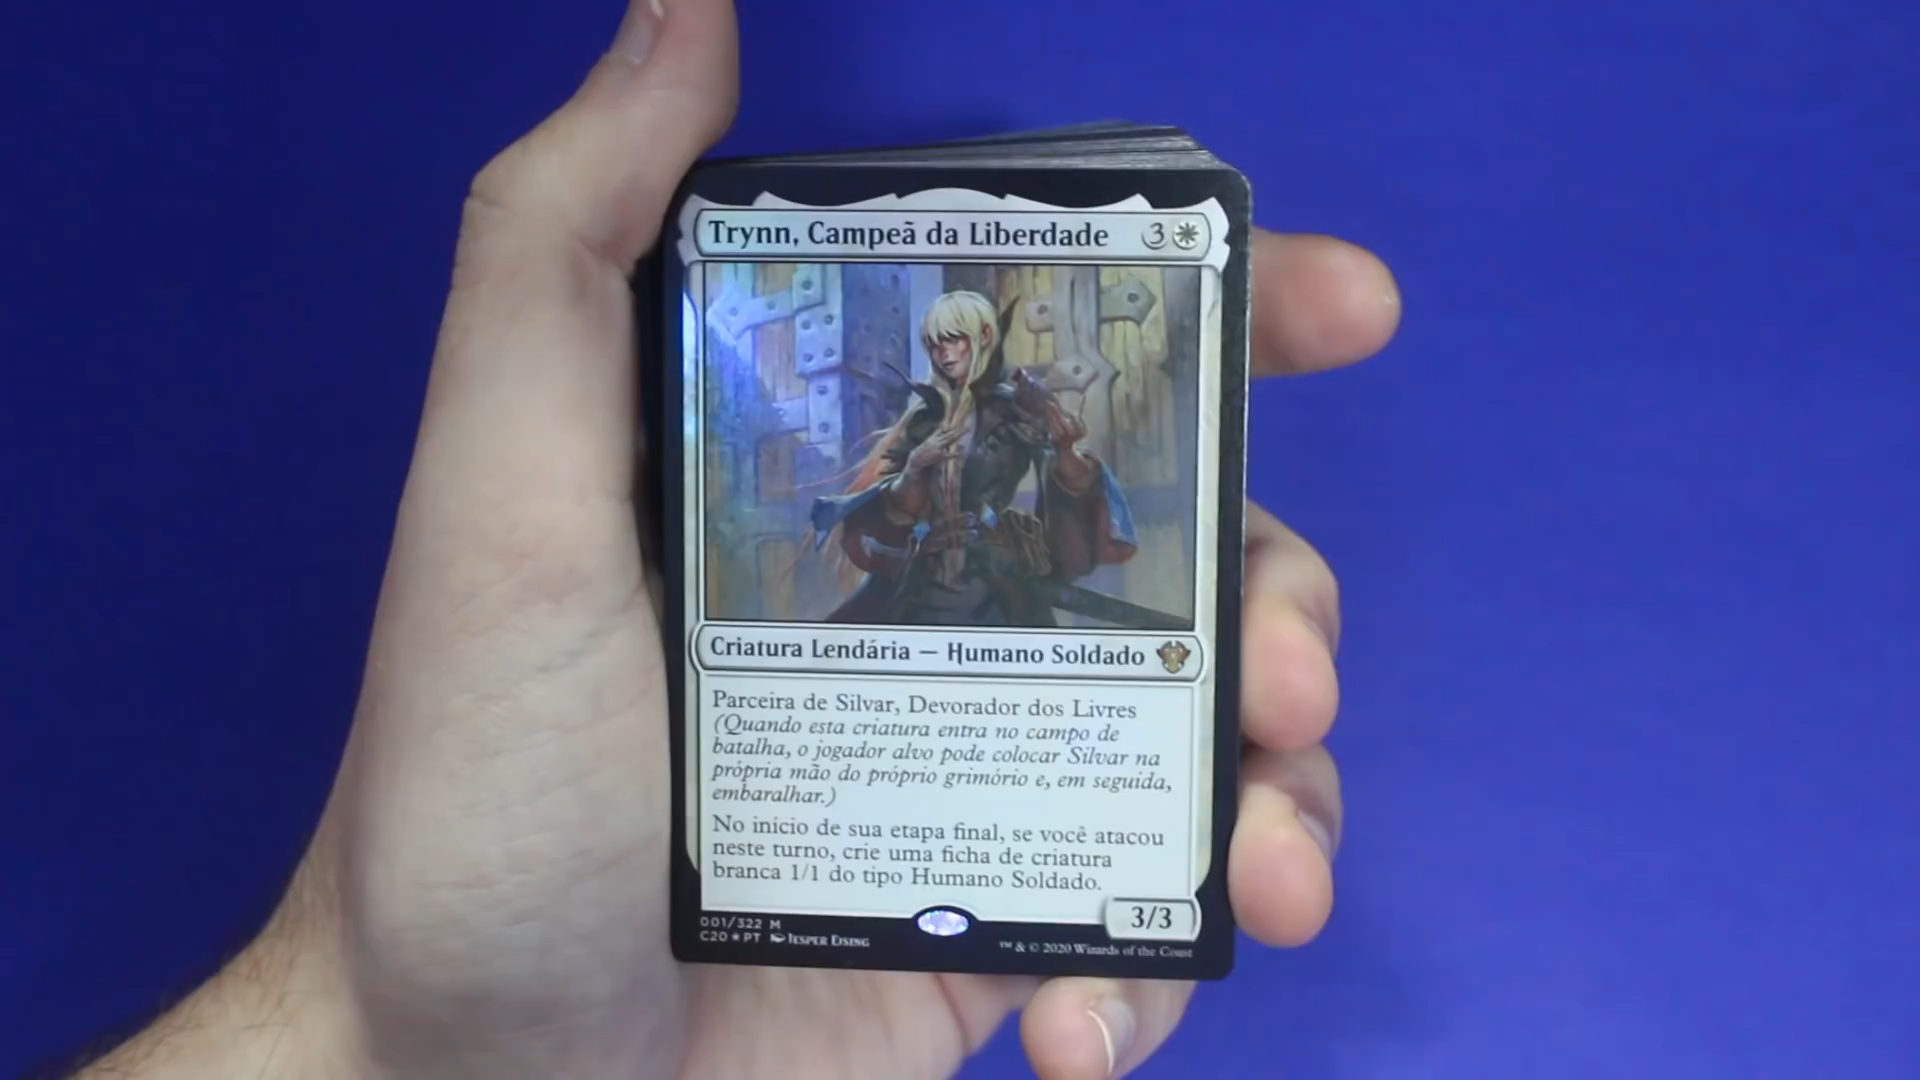 Trynn, Campeã da Liberdade 3
Criatura Lendária — Humano Soldado
Parceira de Silvar, Devorador dos Livres
(Quando esta criatura entra no campo de
batalha, o jogador alvo pode colocar Silvar na
própria mão do próprio grimório e, em seguida,
embaralhar.)
No início de sua etapa final, se você atacou
neste turno, crie uma ficha de criatura
branca 1/1 do tipo Humano Soldado.
3/3
001/322 M
C20 ★ PT Jesper Ejsing
™ & © 2020 Wizards of the Coast